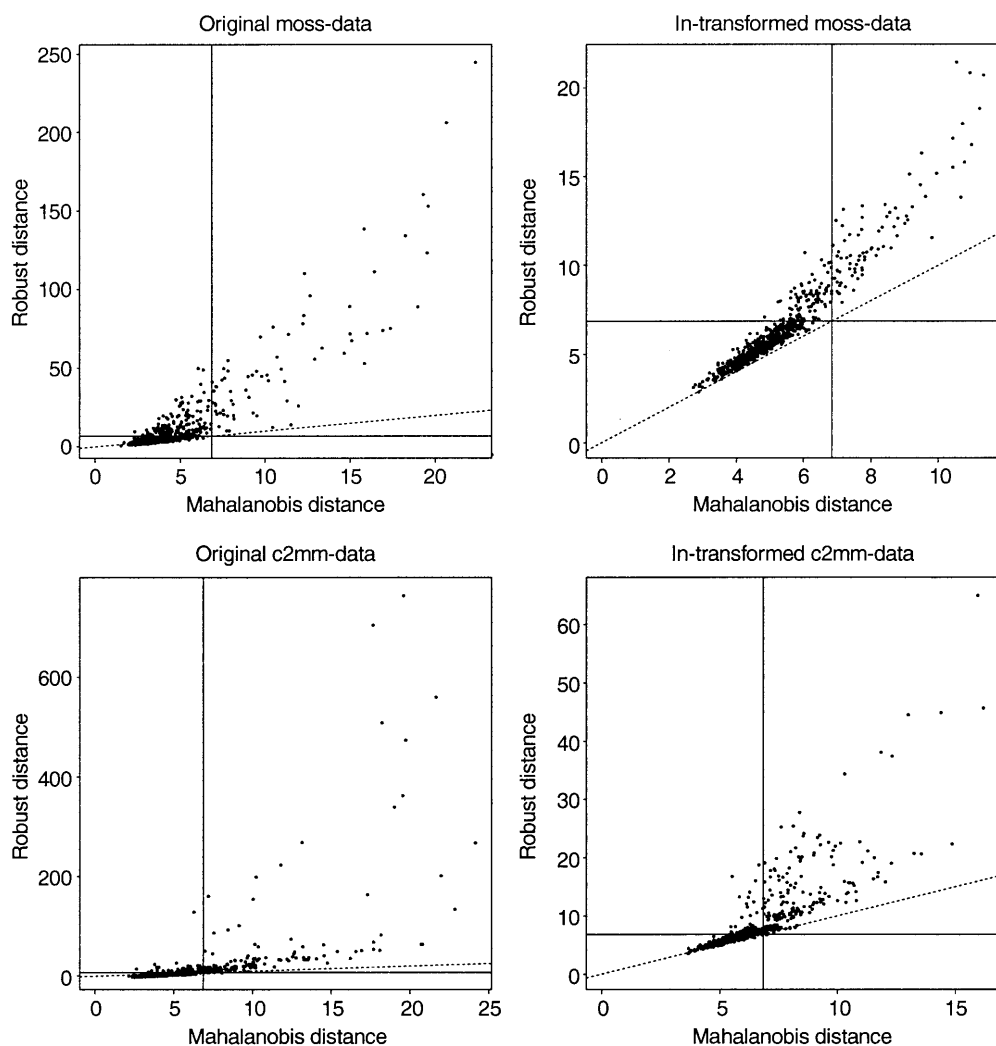 Original moss-data
Robust distance
250
200
150
100
50
0
0 5 10 15 20
Mahalanobis distance
In-transformed moss-data
Robust distance
20
15
10
5
0
0 2 4 6 8 10
Mahalanobis distance
Original c2mm-data
Robust distance
600
400
200
0
0 5 10 15 20 25
Mahalanobis distance
In-transformed c2mm-data
Robust distance
60
50
40
30
20
10
0
0 5 10 15
Mahalanobis distance